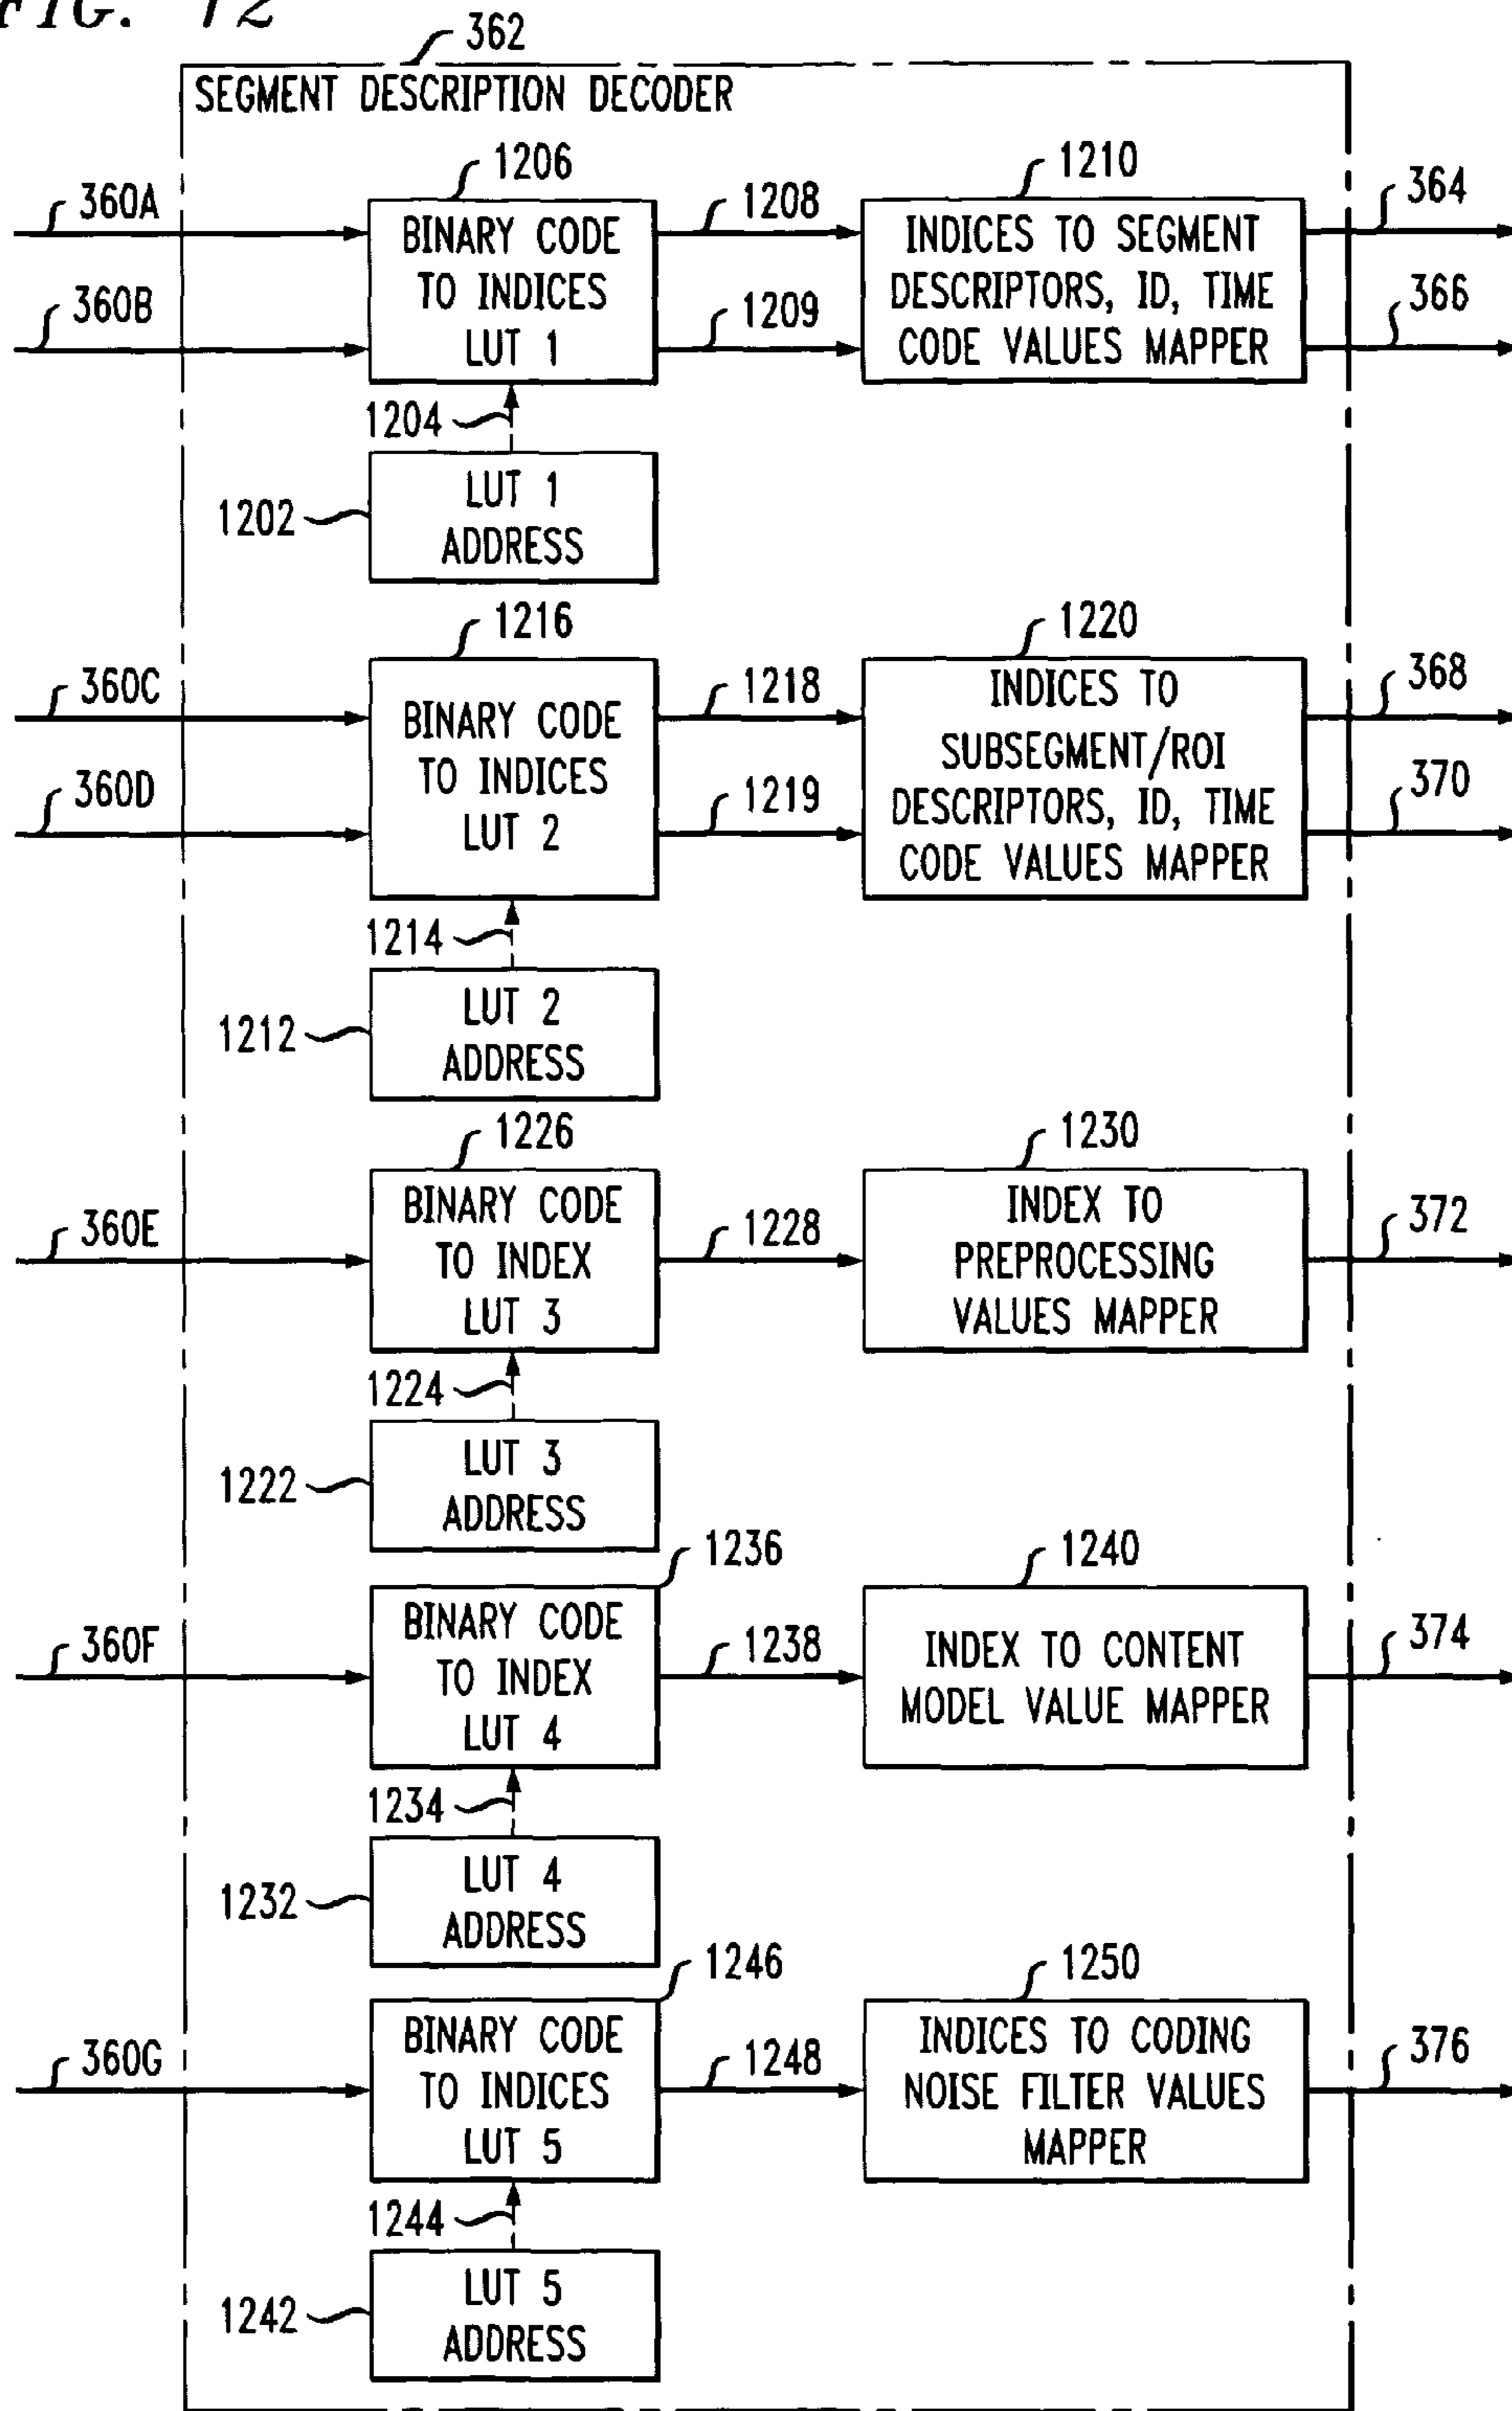 FIG. 12
362
SEGMENT DESCRIPTION DECODER
1206
1210
360A
1208
364
BINARY CODE
TO INDICES
LUT 1
INDICES TO SEGMENT
DESCRIPTORS, ID, TIME
CODE VALUES MAPPER
360B
1209
366
1204
LUT 1
ADDRESS
1202
1216
1220
360C
1218
368
BINARY CODE
TO INDICES
LUT 2
INDICES TO
SUBSEGMENT/ROI
DESCRIPTORS, ID, TIME
CODE VALUES MAPPER
360D
1219
370
1214
LUT 2
ADDRESS
1212
1226
1230
360E
BINARY CODE
TO INDEX
LUT 3
1228
INDEX TO
PREPROCESSING
VALUES MAPPER
372
1224
LUT 3
ADDRESS
1222
1236
1240
360F
BINARY CODE
TO INDEX
LUT 4
1238
INDEX TO CONTENT
MODEL VALUE MAPPER
374
1234
LUT 4
ADDRESS
1232
1246
1250
360G
BINARY CODE
TO INDICES
LUT 5
1248
INDICES TO CODING
NOISE FILTER VALUES
MAPPER
376
1244
LUT 5
ADDRESS
1242